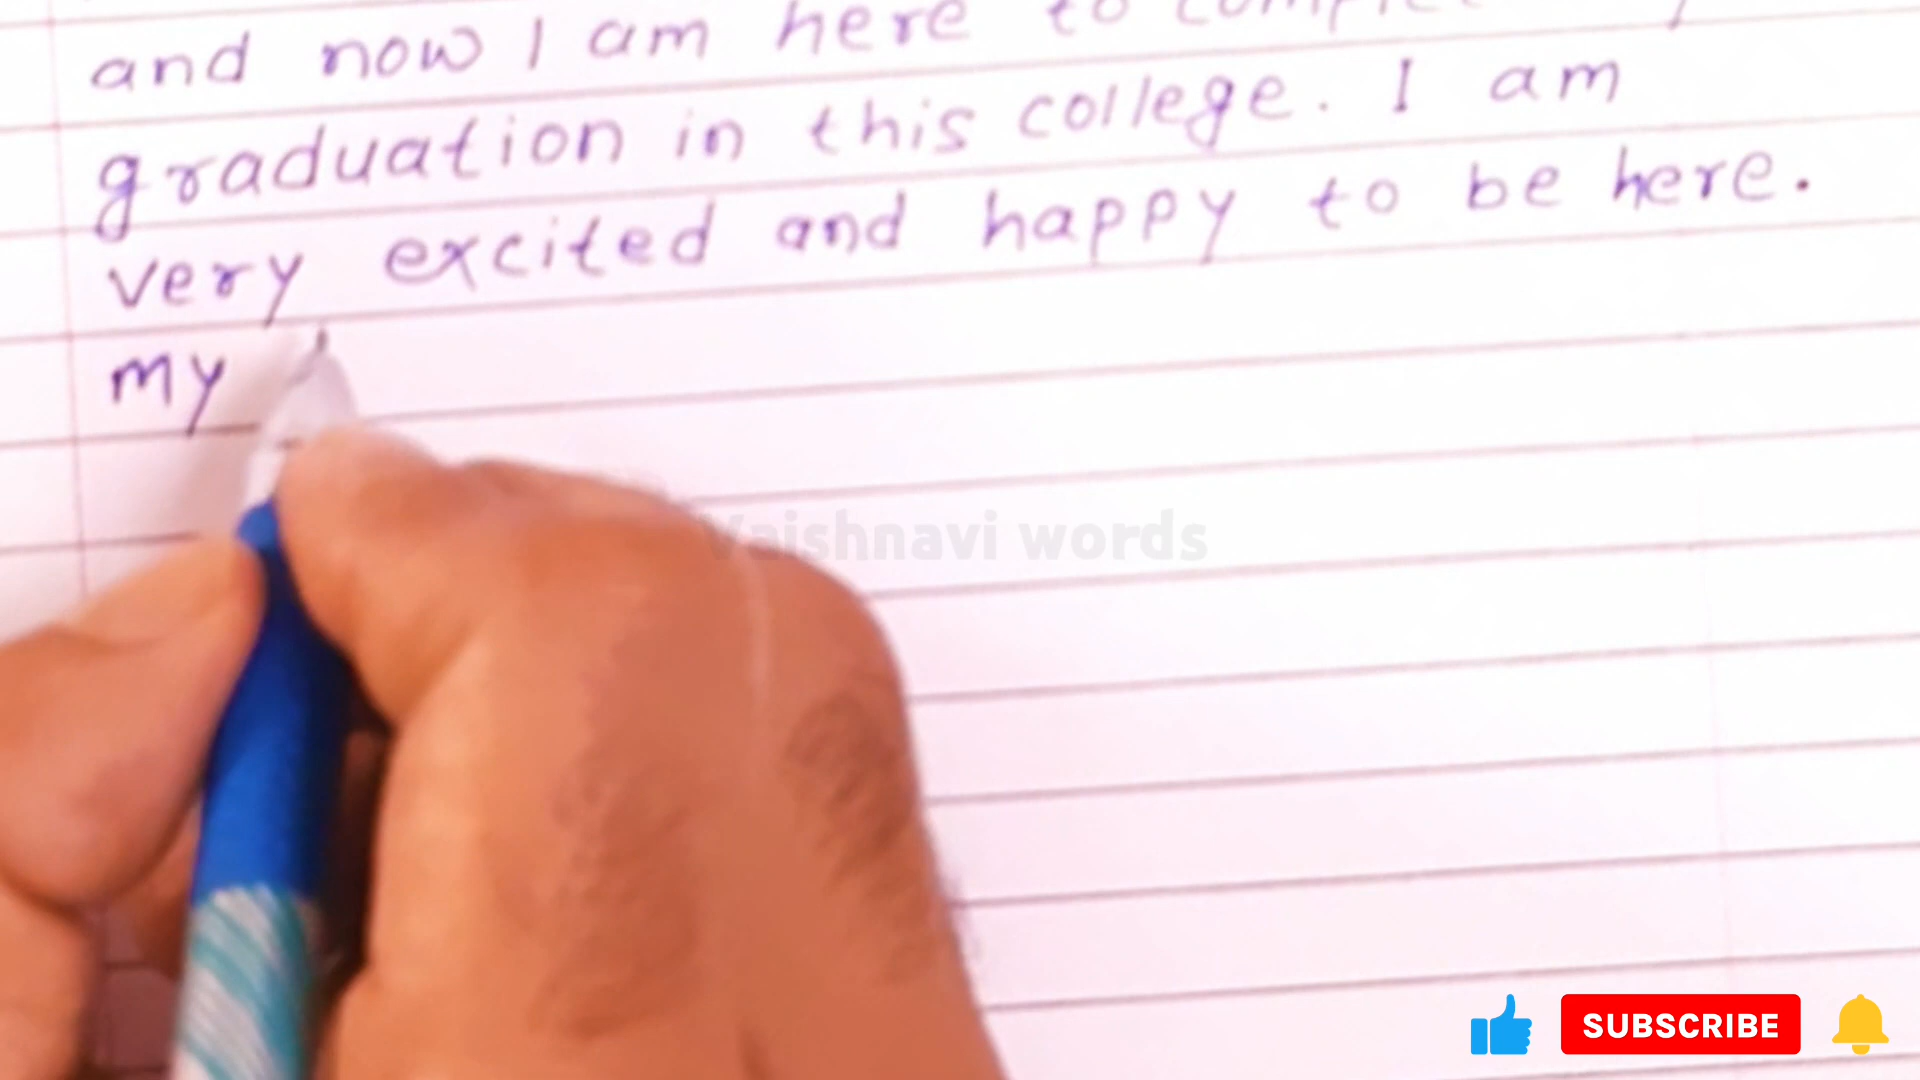 and now I am here to
graduation in this college. I am
very excited and happy to be here.
my
Vaishnavi words
SUBSCRIBE